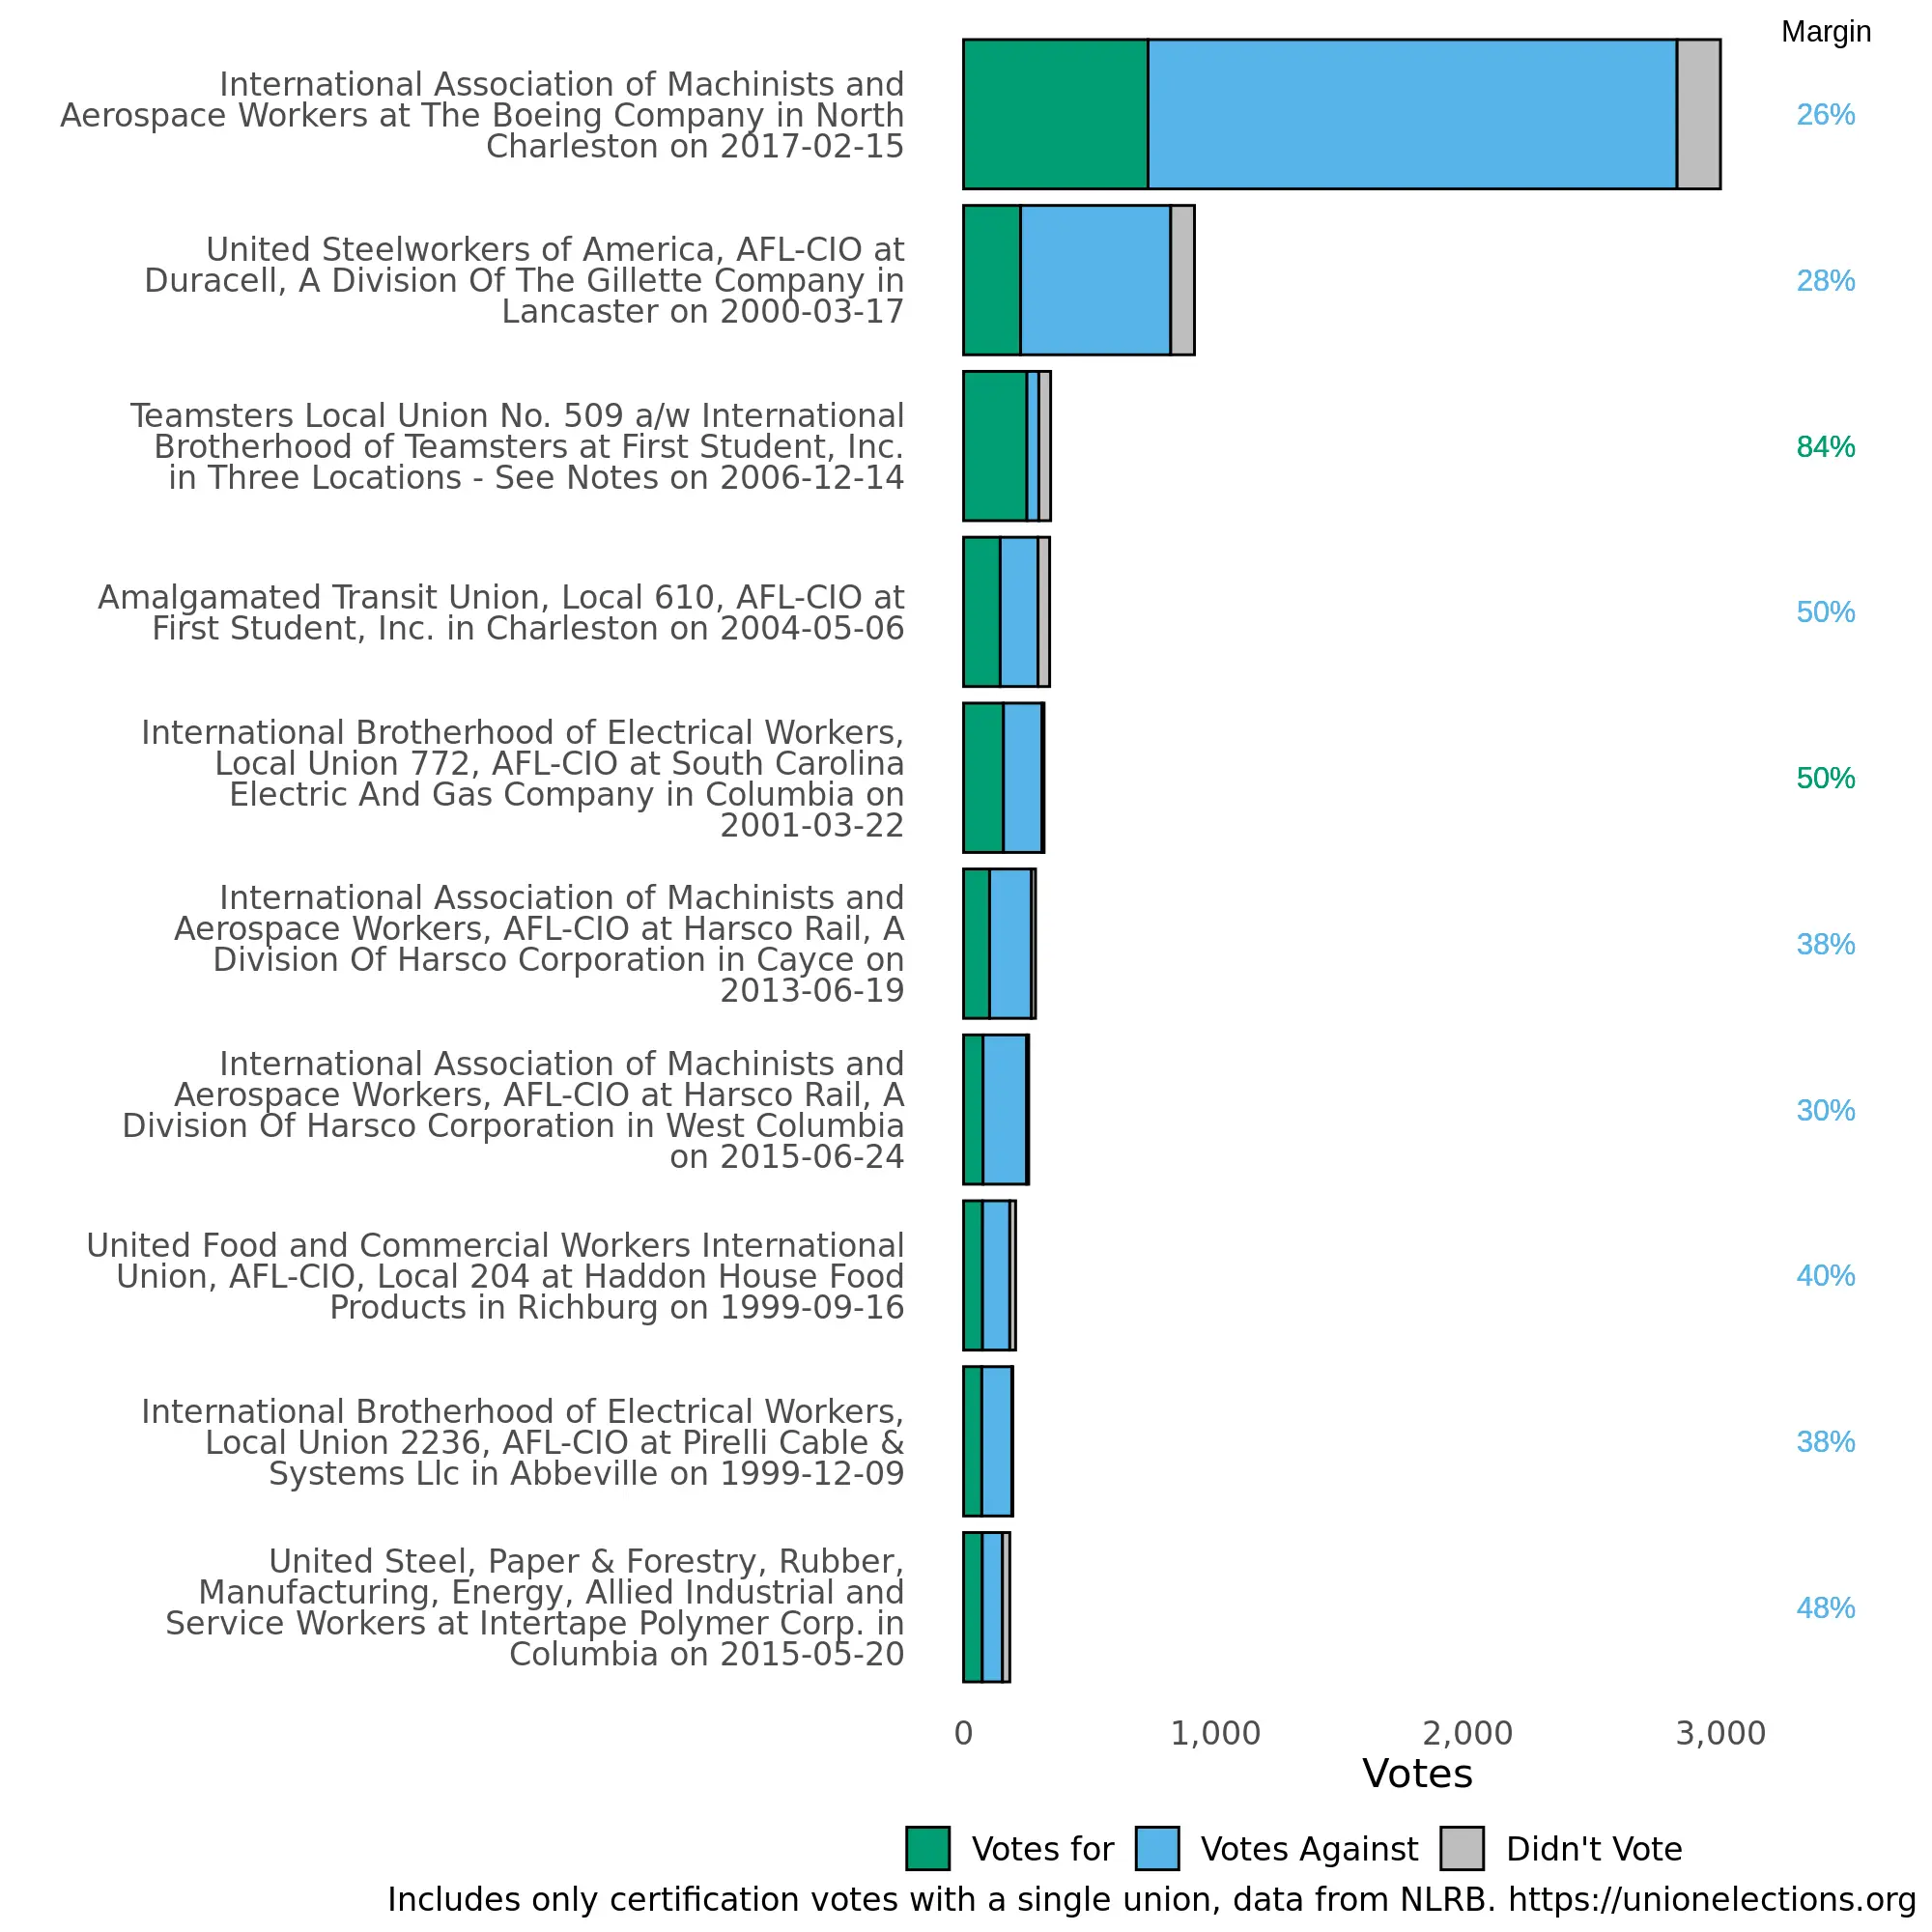 Margin
International Association of Machinists and
Aerospace Workers at The Boeing Company in North
Charleston on 2017-02-15
26%
United Steelworkers of America, AFL-CIO at
Duracell, A Division Of The Gillette Company in
Lancaster on 2000-03-17
28%
Teamsters Local Union No. 509 a/w International
Brotherhood of Teamsters at First Student, Inc.
in Three Locations - See Notes on 2006-12-14
84%
Amalgamated Transit Union, Local 610, AFL-CIO at
First Student, Inc. in Charleston on 2004-05-06
50%
International Brotherhood of Electrical Workers,
Local Union 772, AFL-CIO at South Carolina
Electric And Gas Company in Columbia on
2001-03-22
50%
International Association of Machinists and
Aerospace Workers, AFL-CIO at Harsco Rail, A
Division Of Harsco Corporation in Cayce on
2013-06-19
38%
International Association of Machinists and
Aerospace Workers, AFL-CIO at Harsco Rail, A
Division Of Harsco Corporation in West Columbia
on 2015-06-24
30%
United Food and Commercial Workers International
Union, AFL-CIO, Local 204 at Haddon House Food
Products in Richburg on 1999-09-16
40%
International Brotherhood of Electrical Workers,
Local Union 2236, AFL-CIO at Pirelli Cable &
Systems Llc in Abbeville on 1999-12-09
38%
United Steel, Paper & Forestry, Rubber,
Manufacturing, Energy, Allied Industrial and
Service Workers at Intertape Polymer Corp. in
Columbia on 2015-05-20
48%
0 1,000 2,000 3,000
Votes
Votes for Votes Against Didn't Vote
Includes only certification votes with a single union, data from NLRB. https://unionelections.org